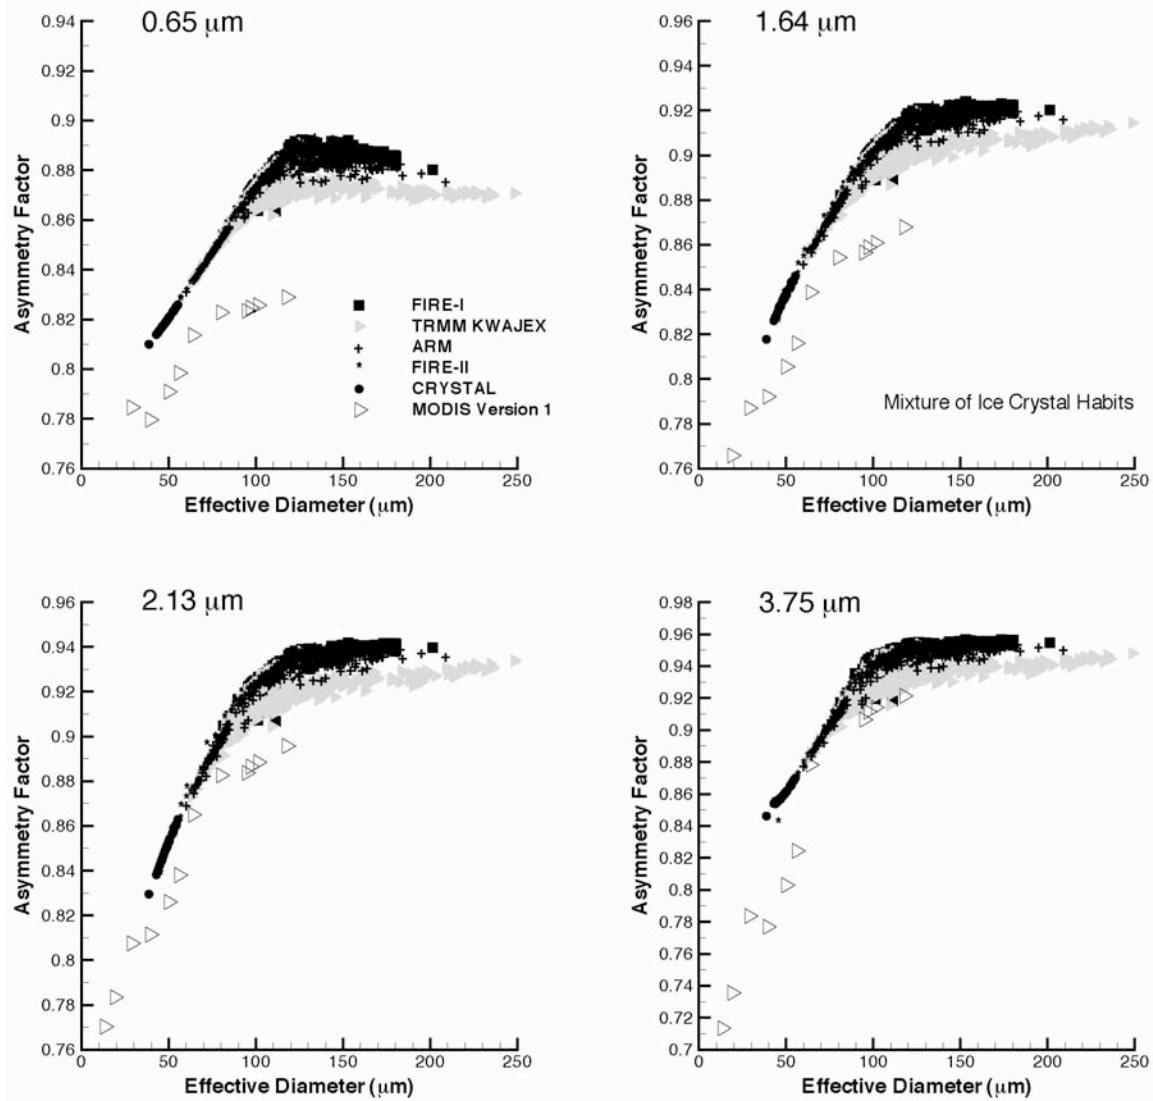 0.65 μm
0.94
0.92
0.9
0.88
0.86
0.84
0.82
0.8
0.78
0.76
Asymmetry Factor
FIRE-I
TRMM KWAJEX
ARM
FIRE-II
CRYSTAL
MODIS Version 1
0 50 100 150 200 250
Effective Diameter (μm)
1.64 μm
0.96
0.94
0.92
0.9
0.88
0.86
0.84
0.82
0.8
0.78
0.76
Asymmetry Factor
Mixture of Ice Crystal Habits
0 50 100 150 200 250
Effective Diameter (μm)
2.13 μm
0.96
0.94
0.92
0.9
0.88
0.86
0.84
0.82
0.8
0.78
0.76
Asymmetry Factor
0 50 100 150 200 250
Effective Diameter (μm)
3.75 μm
0.98
0.96
0.94
0.92
0.9
0.88
0.86
0.84
0.82
0.8
0.78
0.76
0.74
0.72
0.7
Asymmetry Factor
0 50 100 150 200 250
Effective Diameter (μm)